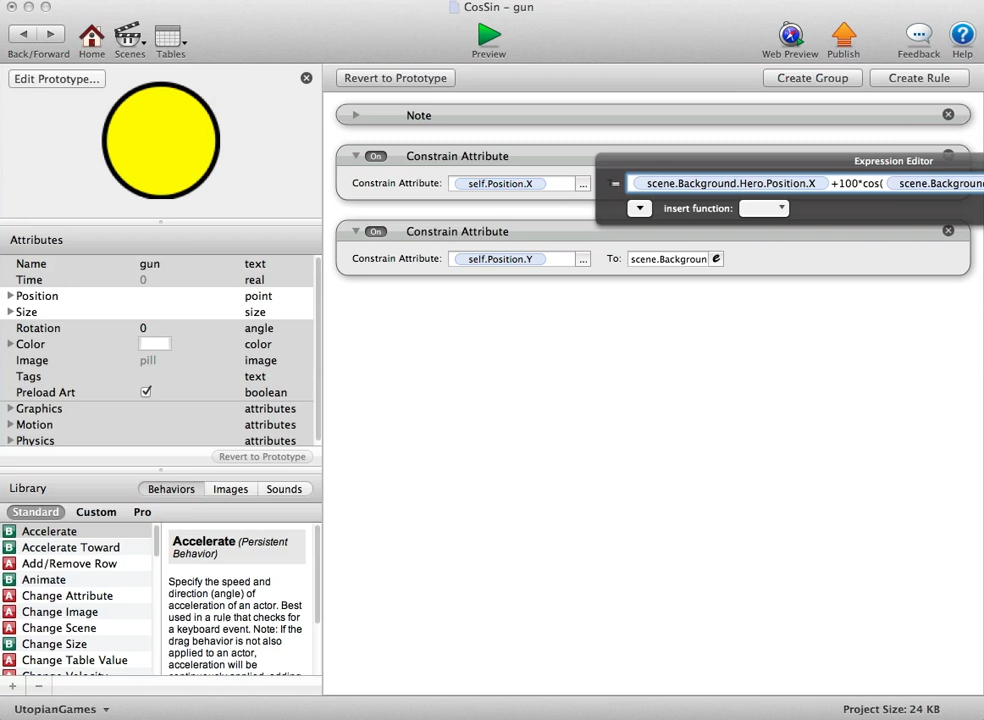 CosSin - gun
Back/Forward Home Scenes Tables Preview Web Preview Publish Feedback Help
Edit Prototype...
Revert to Prototype Create Group Create Rule
Note
On Constrain Attribute
Constrain Attribute: self.Position.X ...
Expression Editor
= scene.Background.Hero.Position.X +100*cos( scene.Background
insert function:
On Constrain Attribute
Constrain Attribute: self.Position.Y ... To: scene.Backgroun e
Attributes
Name gun text
Time 0 real
Position point
Size size
Rotation 0 angle
Color color
Image pill image
Tags text
Preload Art boolean
Graphics attributes
Motion attributes
Physics attributes
Revert to Prototype
Library Behaviors Images Sounds
Standard Custom Pro
B Accelerate
B Accelerate Toward
A Add/Remove Row
B Animate
A Change Attribute
A Change Image
A Change Scene
B Change Size
A Change Table Value
A Change Velocity
Accelerate (Persistent
Behavior)
Specify the speed and
direction (angle) of
acceleration of an actor. Best
used in a rule that checks for
a keyboard event. Note: If the
drag behavior is not also
applied to an actor,
acceleration will be
continuously applied, adding
+ −
UtopianGames Project Size: 24 KB